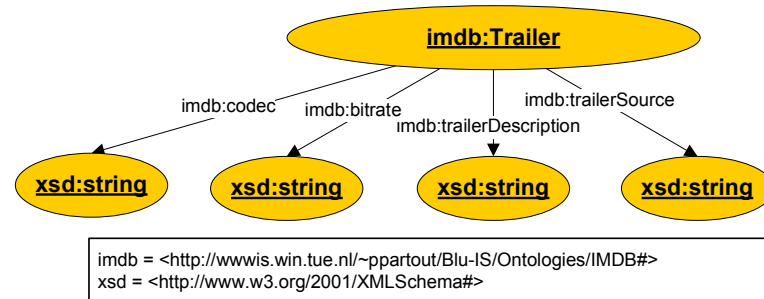 imdb:Trailer
imdb:codec
imdb:bitrate
imdb:trailerDescription
imdb:trailerSource
xsd:string
xsd:string
xsd:string
xsd:string
imdb = <http://wwwis.win.tue.nl/~ppartout/Blu-IS/Ontologies/IMDB#>
xsd = <http://www.w3.org/2001/XMLSchema#>